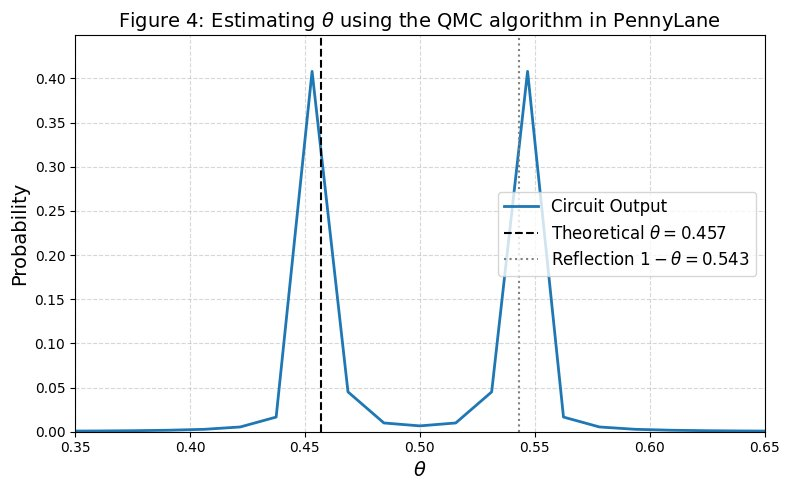 Figure 4: Estimating θ using the QMC algorithm in PennyLane
Probability
0.40
0.35
0.30
0.25
0.20
0.15
0.10
0.05
0.00
Circuit Output
Theoretical θ = 0.457
Reflection 1 − θ = 0.543
0.35 0.40 0.45 0.50 0.55 0.60 0.65
θ